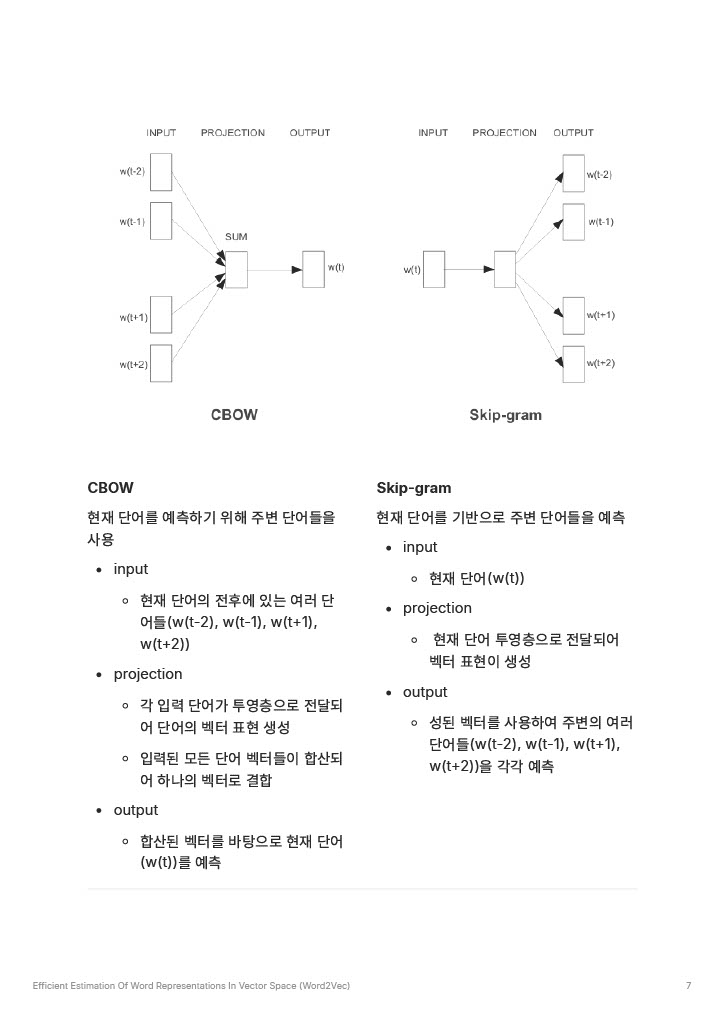 INPUT PROJECTION OUTPUT
w(t-2)
w(t-1)
SUM
w(t)
w(t+1)
w(t+2)
CBOW
INPUT PROJECTION OUTPUT
w(t-2)
w(t-1)
w(t)
w(t+1)
w(t+2)
Skip-gram
CBOW
현재 단어를 예측하기 위해 주변 단어들을
사용
• input
◦ 현재 단어의 전후에 있는 여러 단
어들(w(t-2), w(t-1), w(t+1),
w(t+2))
• projection
◦ 각 입력 단어가 투영층으로 전달되
어 단어의 벡터 표현 생성
◦ 입력된 모든 단어 벡터들이 합산되
어 하나의 벡터로 결합
• output
◦ 합산된 벡터를 바탕으로 현재 단어
(w(t))를 예측
Skip-gram
현재 단어를 기반으로 주변 단어들을 예측
• input
◦ 현재 단어(w(t))
• projection
◦ 현재 단어 투영층으로 전달되어
벡터 표현이 생성
• output
◦ 성된 벡터를 사용하여 주변의 여러
단어들(w(t-2), w(t-1), w(t+1),
w(t+2))을 각각 예측
Efficient Estimation Of Word Representations In Vector Space (Word2Vec)
7